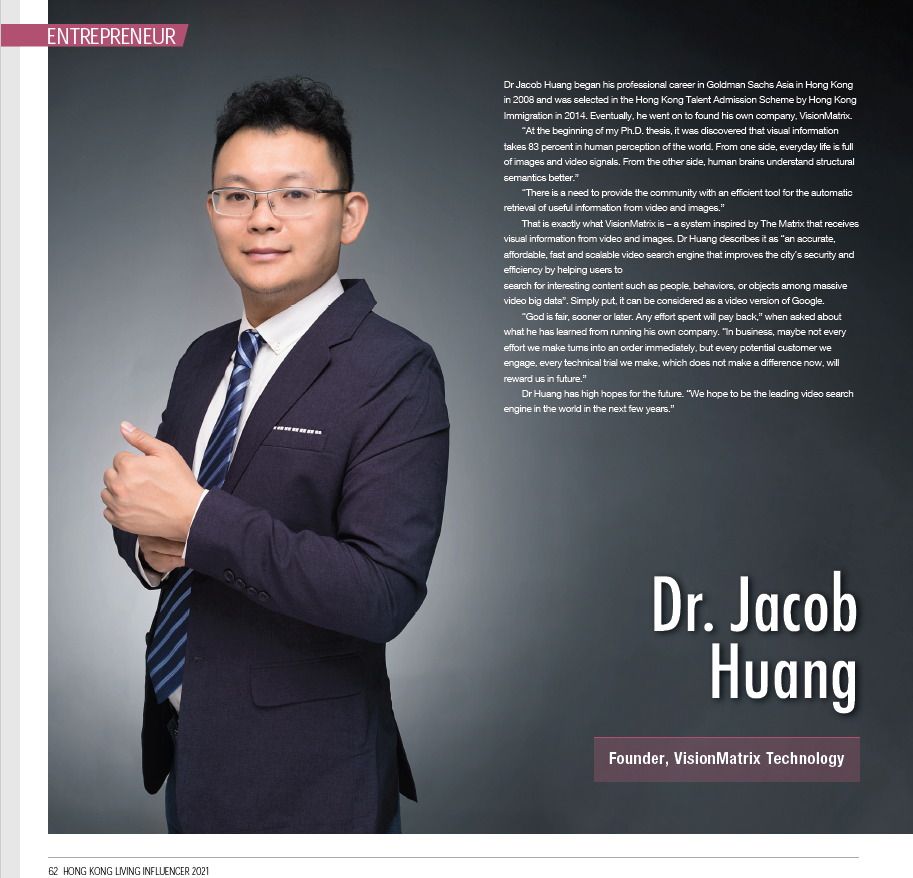 ENTREPRENEUR
Dr Jacob Huang began his professional career in Goldman Sachs Asia in Hong Kong
in 2008 and was selected in the Hong Kong Talent Admission Scheme by Hong Kong
Immigration in 2014. Eventually, he went on to found his own company, VisionMatrix.
“At the beginning of my Ph.D. thesis, it was discovered that visual information
takes 83 percent in human perception of the world. From one side, everyday life is full
of images and video signals. From the other side, human brains understand structural
semantics better.”
“There is a need to provide the community with an efficient tool for the automatic
retrieval of useful information from video and images.”
That is exactly what VisionMatrix is – a system inspired by The Matrix that receives
visual information from video and images. Dr Huang describes it as “an accurate,
affordable, fast and scalable video search engine that improves the city’s security and
efficiency by helping users to
search for interesting content such as people, behaviors, or objects among massive
video big data”. Simply put, it can be considered as a video version of Google.
“God is fair, sooner or later. Any effort spent will pay back,” when asked about
what he has learned from running his own company. “In business, maybe not every
effort we make turns into an order immediately, but every potential customer we
engage, every technical trial we make, which does not make a difference now, will
reward us in future.”
Dr Huang has high hopes for the future. “We hope to be the leading video search
engine in the world in the next few years.”
Dr. Jacob
Huang
Founder, VisionMatrix Technology
62 HONG KONG LIVING INFLUENCER 2021